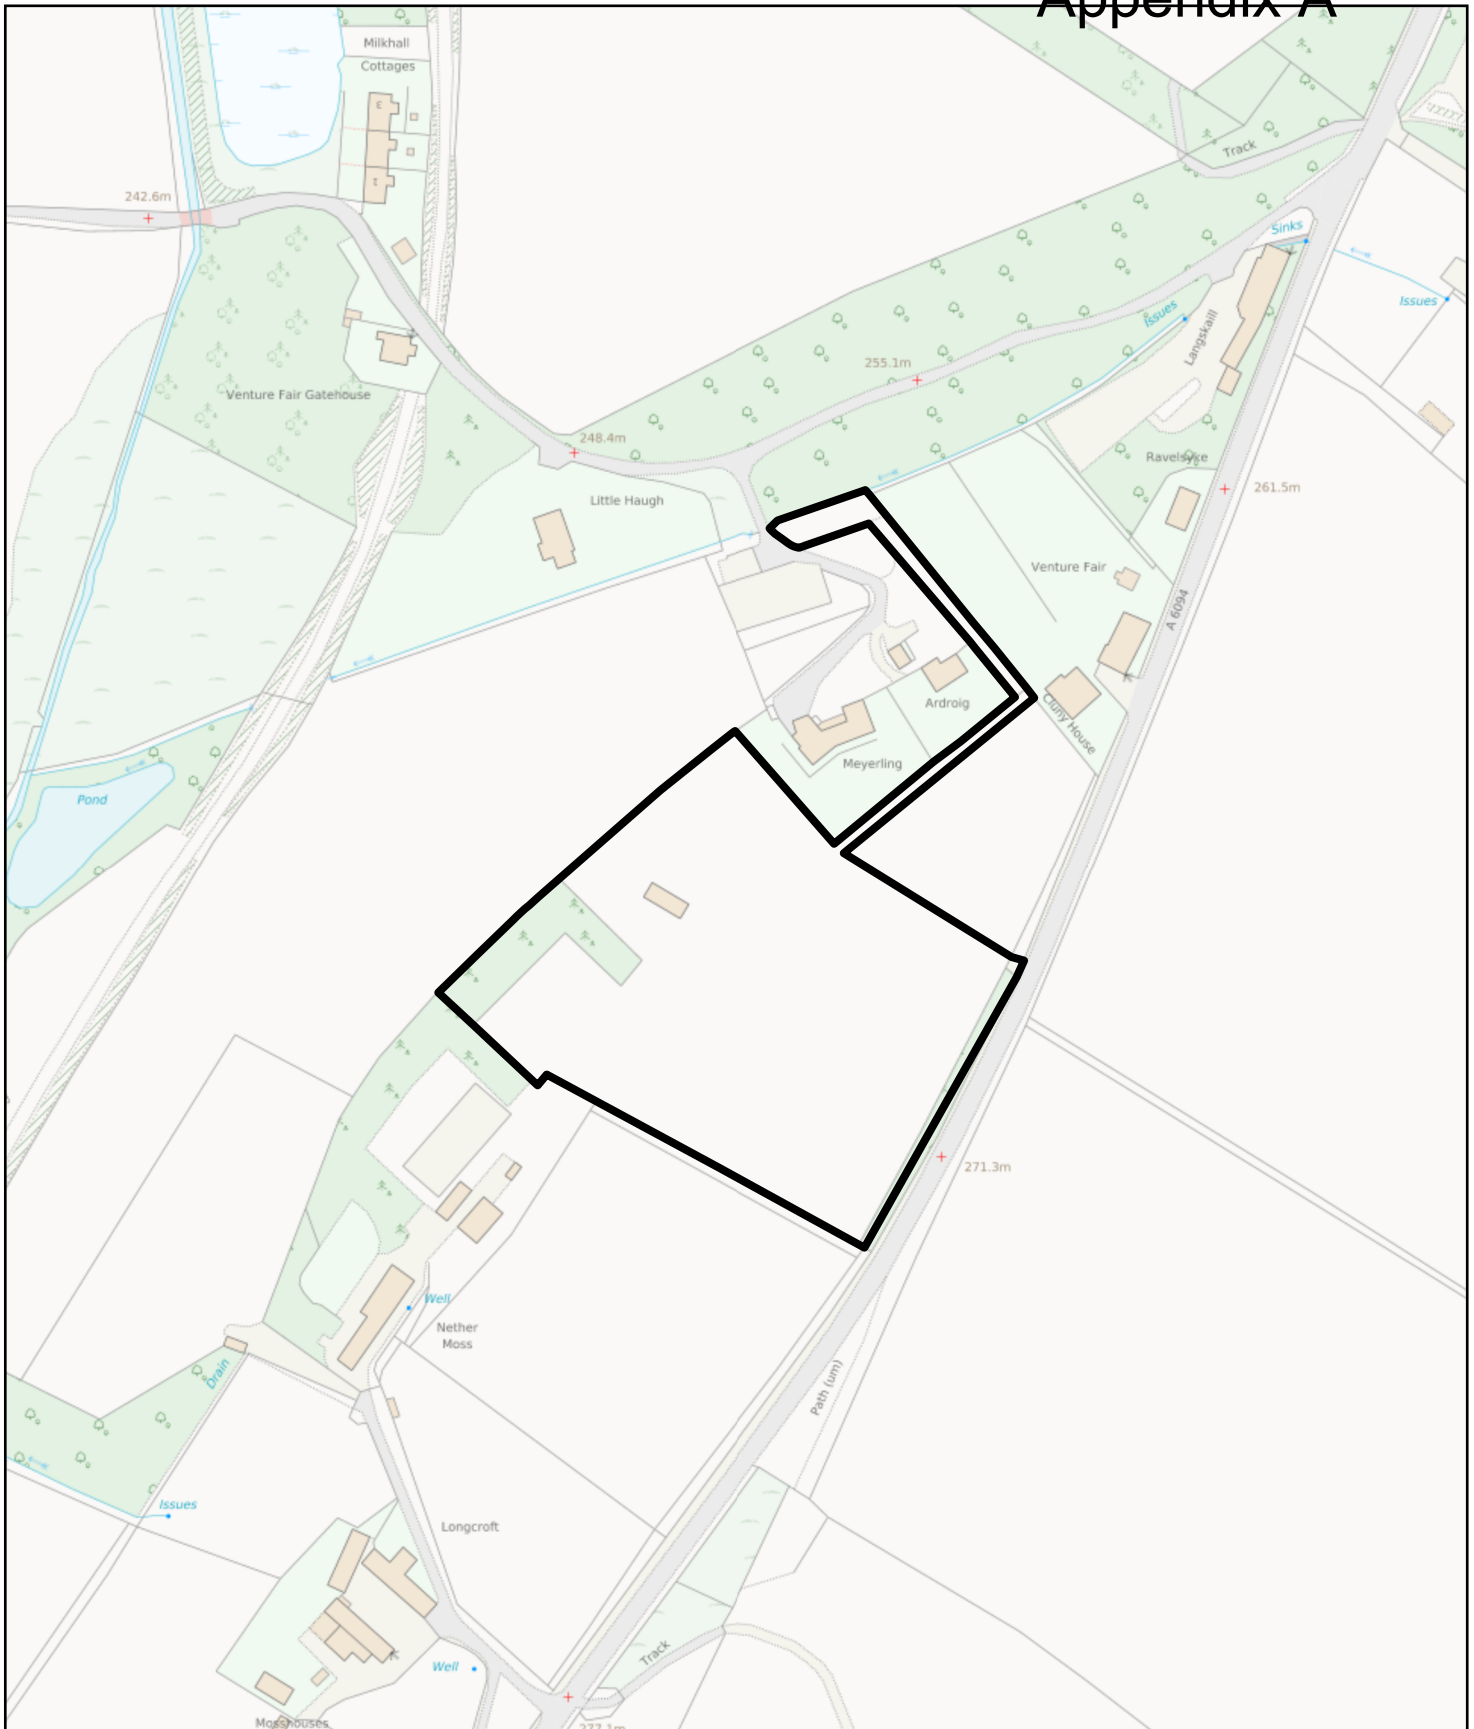 Appendix A
Milkhall
Cottages
Track
242.6m
Sinks
Issues
Issues
Langskaill
255.1m
Venture Fair Gatehouse
248.4m
Ravelsyke
Little Haugh
261.5m
Venture Fair
A 6094
Ardroig
Cluny House
Meyerling
Pond
271.3m
Well
Nether
Moss
Drain
Path (um)
Issues
Longcroft
Track
Well
Mosshouses
277.1m